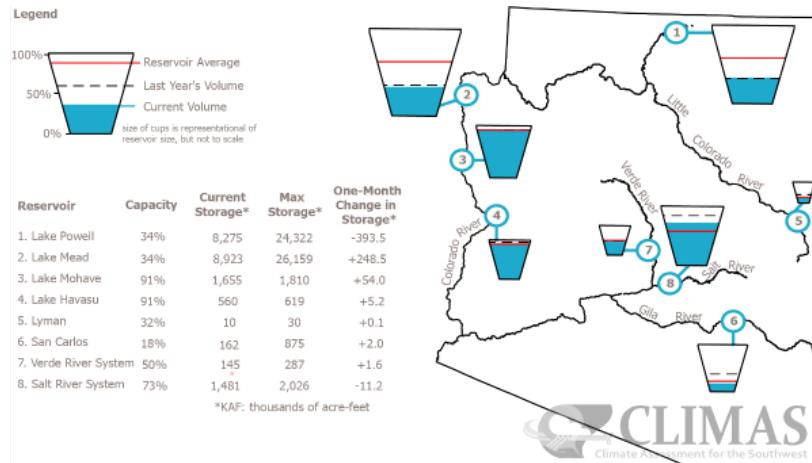 Legend
100%
50%
0%
Reservoir Average
Last Year's Volume
Current Volume
size of cups is representational of
reservoir size, but not to scale
Reservoir Capacity Current Storage* Max Storage* One-Month Change in Storage*
1. Lake Powell 34% 8,275 24,322 -393.5
2. Lake Mead 34% 8,923 26,159 +248.5
3. Lake Mohave 91% 1,655 1,810 +54.0
4. Lake Havasu 91% 560 619 +5.2
5. Lyman 32% 10 30 +0.1
6. San Carlos 18% 162 875 +2.0
7. Verde River System 50% 145 287 +1.6
8. Salt River System 73% 1,481 2,026 -11.2
*KAF: thousands of acre-feet
1
2
3
4
5
6
7
8
Little Colorado River
Verde River
Colorado River
Salt River
Gila River
CLIMAS
Climate Assessment for the Southwest